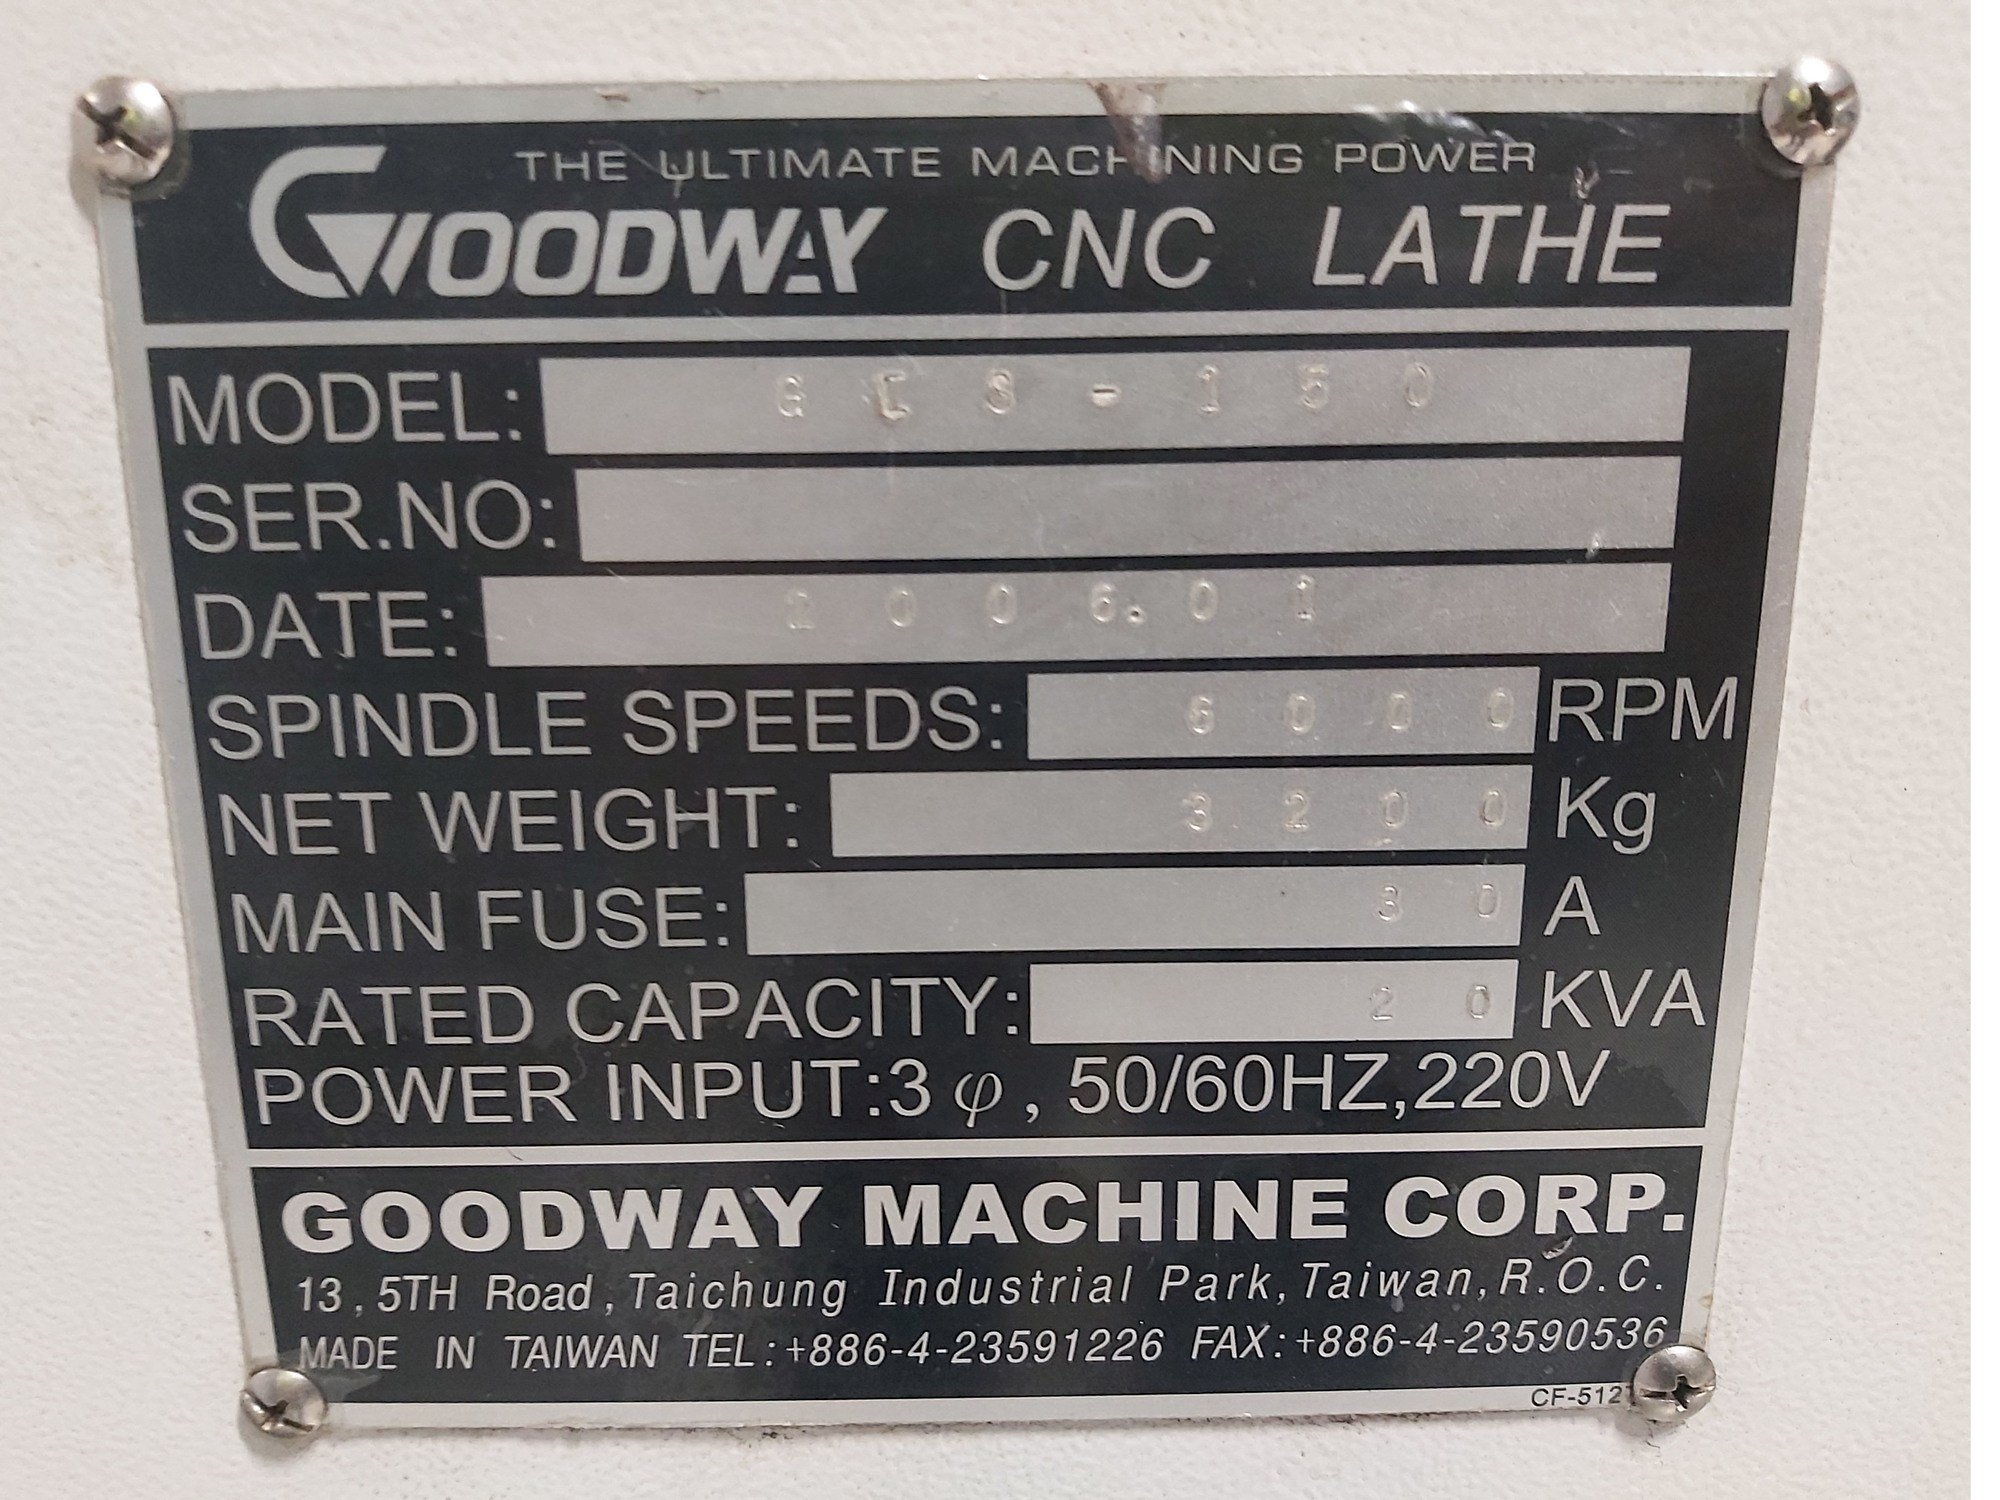 THE ULTIMATE MACHINING POWER
GOODWAY CNC LATHE
MODEL: GLS-150
SER.NO:
DATE: 2006.01
SPINDLE SPEEDS: 6000 RPM
NET WEIGHT: 3200 Kg
MAIN FUSE: 80 A
RATED CAPACITY: 20 KVA
POWER INPUT:3 φ, 50/60HZ,220V
GOODWAY MACHINE CORP.
13, 5TH Road, Taichung Industrial Park, Taiwan, R.O.C.
MADE IN TAIWAN TEL:+886-4-23591226 FAX:+886-4-23590536